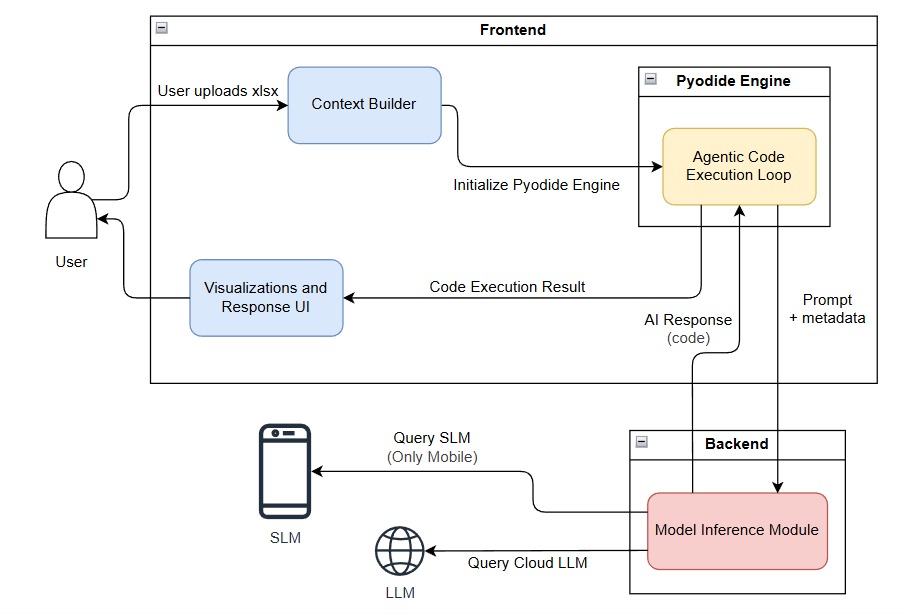 Frontend
User uploads xlsx
Context Builder
Pyodide Engine
Agentic Code
Execution Loop
Initialize Pyodide Engine
User
Visualizations and
Response UI
Code Execution Result
AI Response
(code)
Prompt
+ metadata
Query SLM
(Only Mobile)
SLM
Backend
Model Inference Module
Query Cloud LLM
LLM